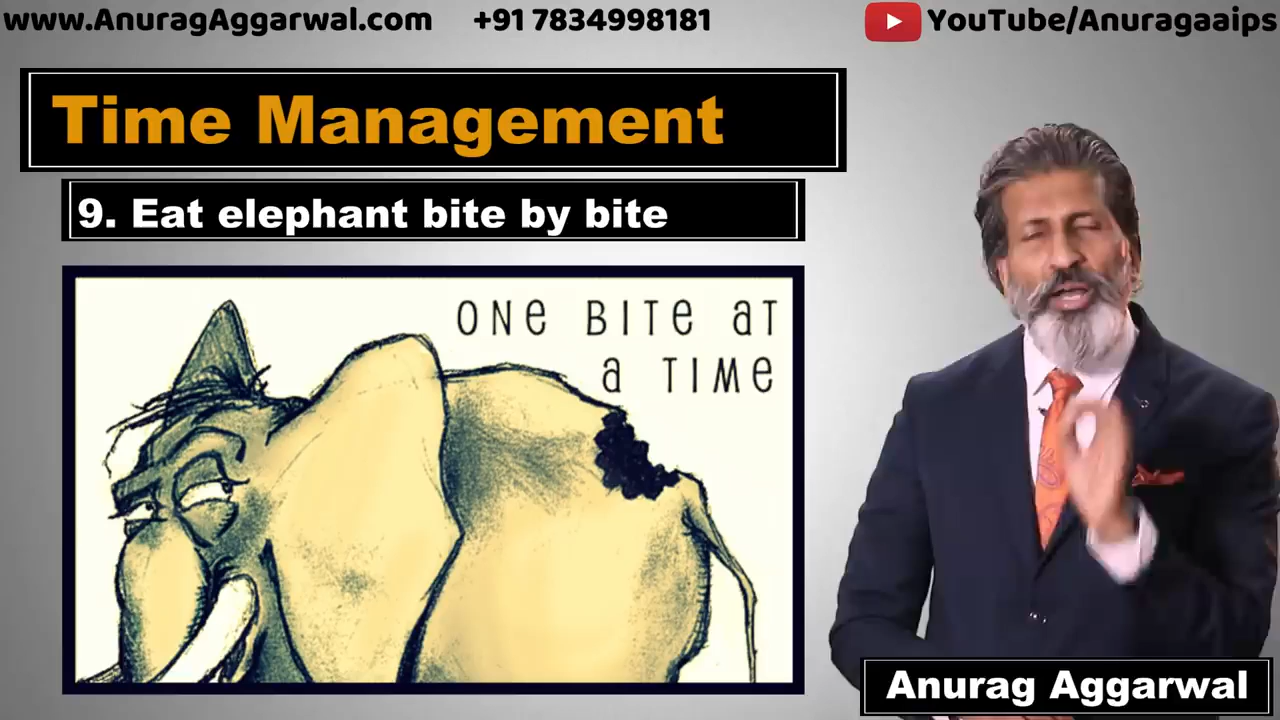 www.AnuragAggarwal.com +91 7834998181 YouTube/Anuragaaips
Time Management
9. Eat elephant bite by bite
ONE BITE aT
a TIMe
Anurag Aggarwal